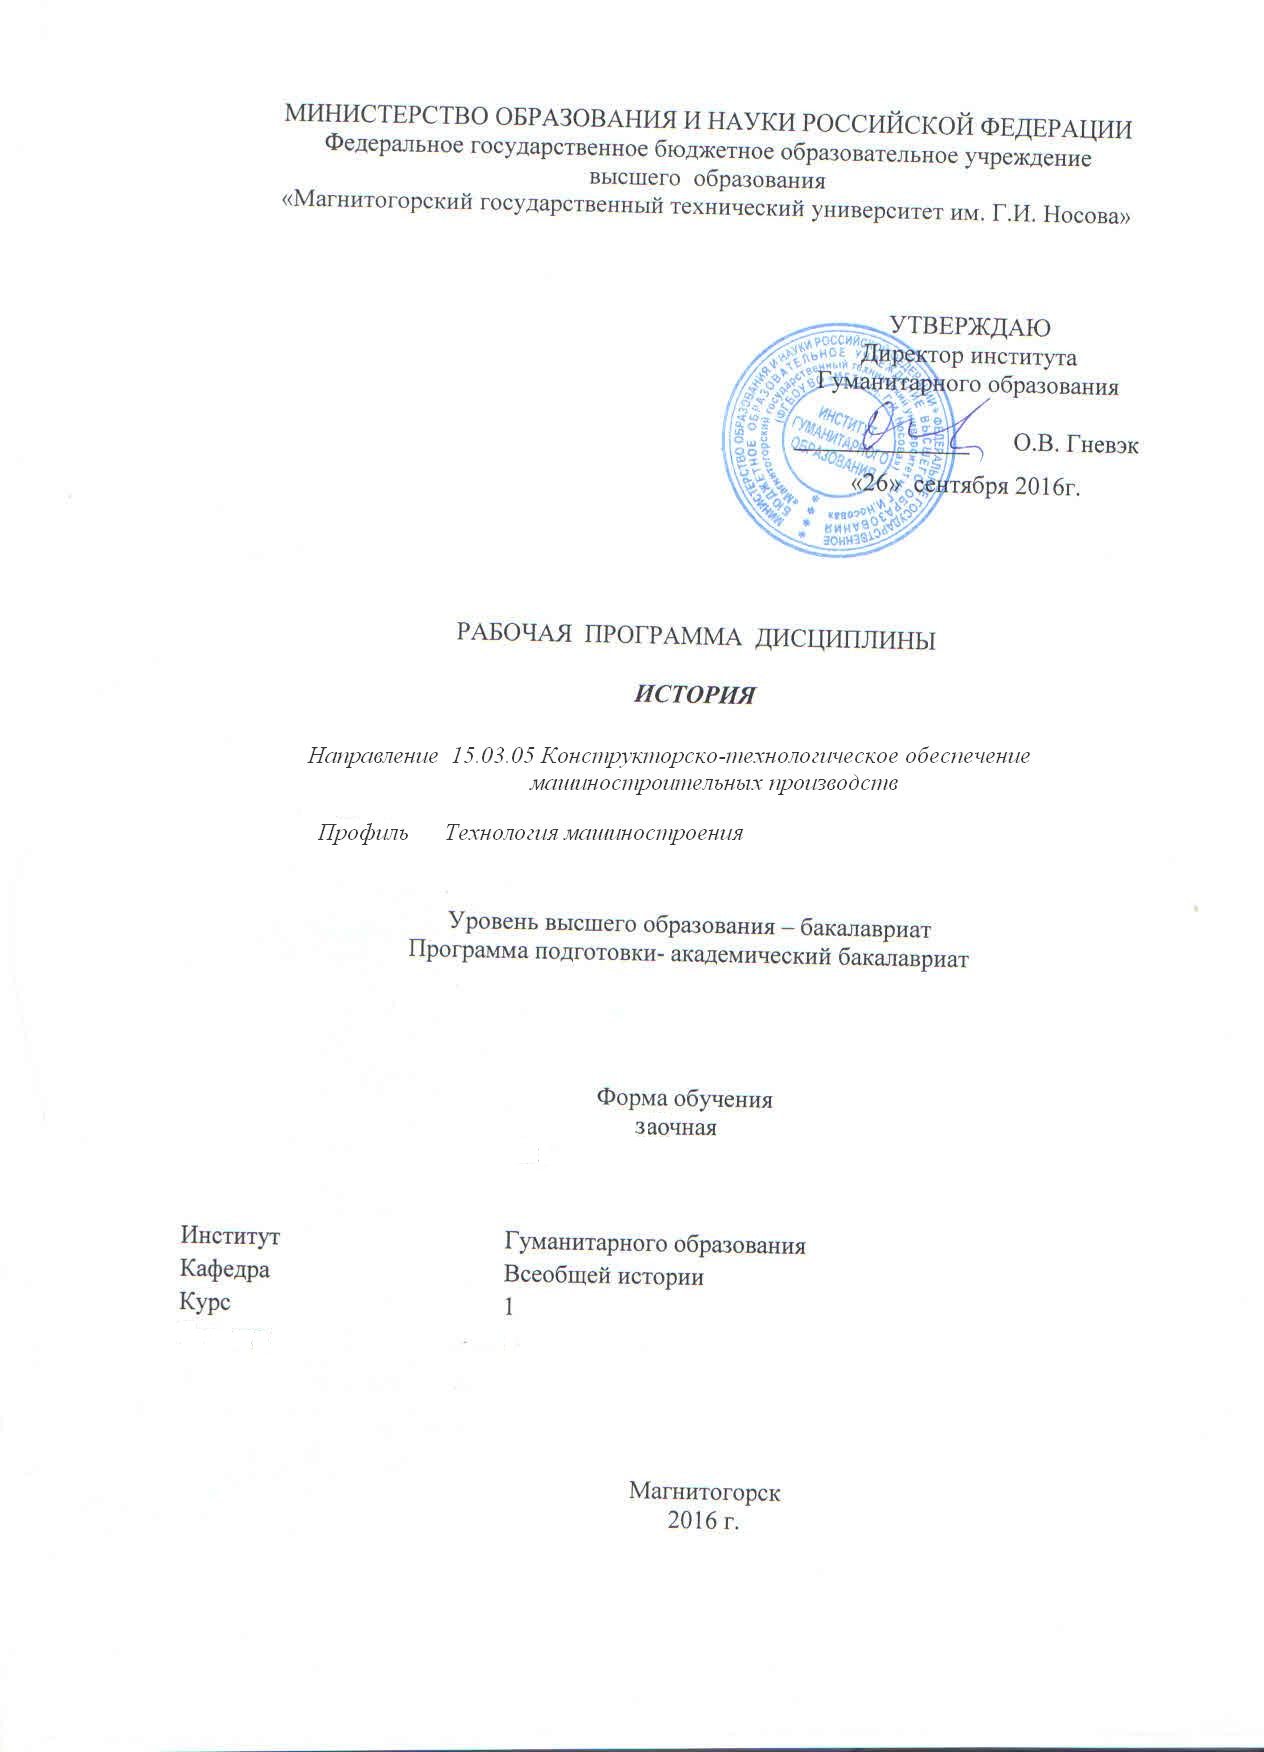 МИНИСТЕРСТВО ОБРАЗОВАНИЯ И НАУКИ РОССИЙСКОЙ ФЕДЕРАЦИИ
Федеральное государственное бюджетное образовательное учреждение
высшего образования
«Магнитогорский государственный технический университет им. Г.И. Носова»
УТВЕРЖДАЮ
Директор института
Гуманитарного образования
О.В. Гневэк
«26» сентября 2016г.
ИНСТИТУТ
ГУМАНИТАРНОГО
ОБРАЗОВАНИЯ
РАБОЧАЯ ПРОГРАММА ДИСЦИПЛИНЫ
ИСТОРИЯ
Направление 15.03.05 Конструкторско-технологическое обеспечение
машиностроительных производств
Профиль Технология машиностроения
Уровень высшего образования – бакалавриат
Программа подготовки- академический бакалавриат
Форма обучения
заочная
Институт Гуманитарного образования
Кафедра Всеобщей истории
Курс 1
Магнитогорск
2016 г.